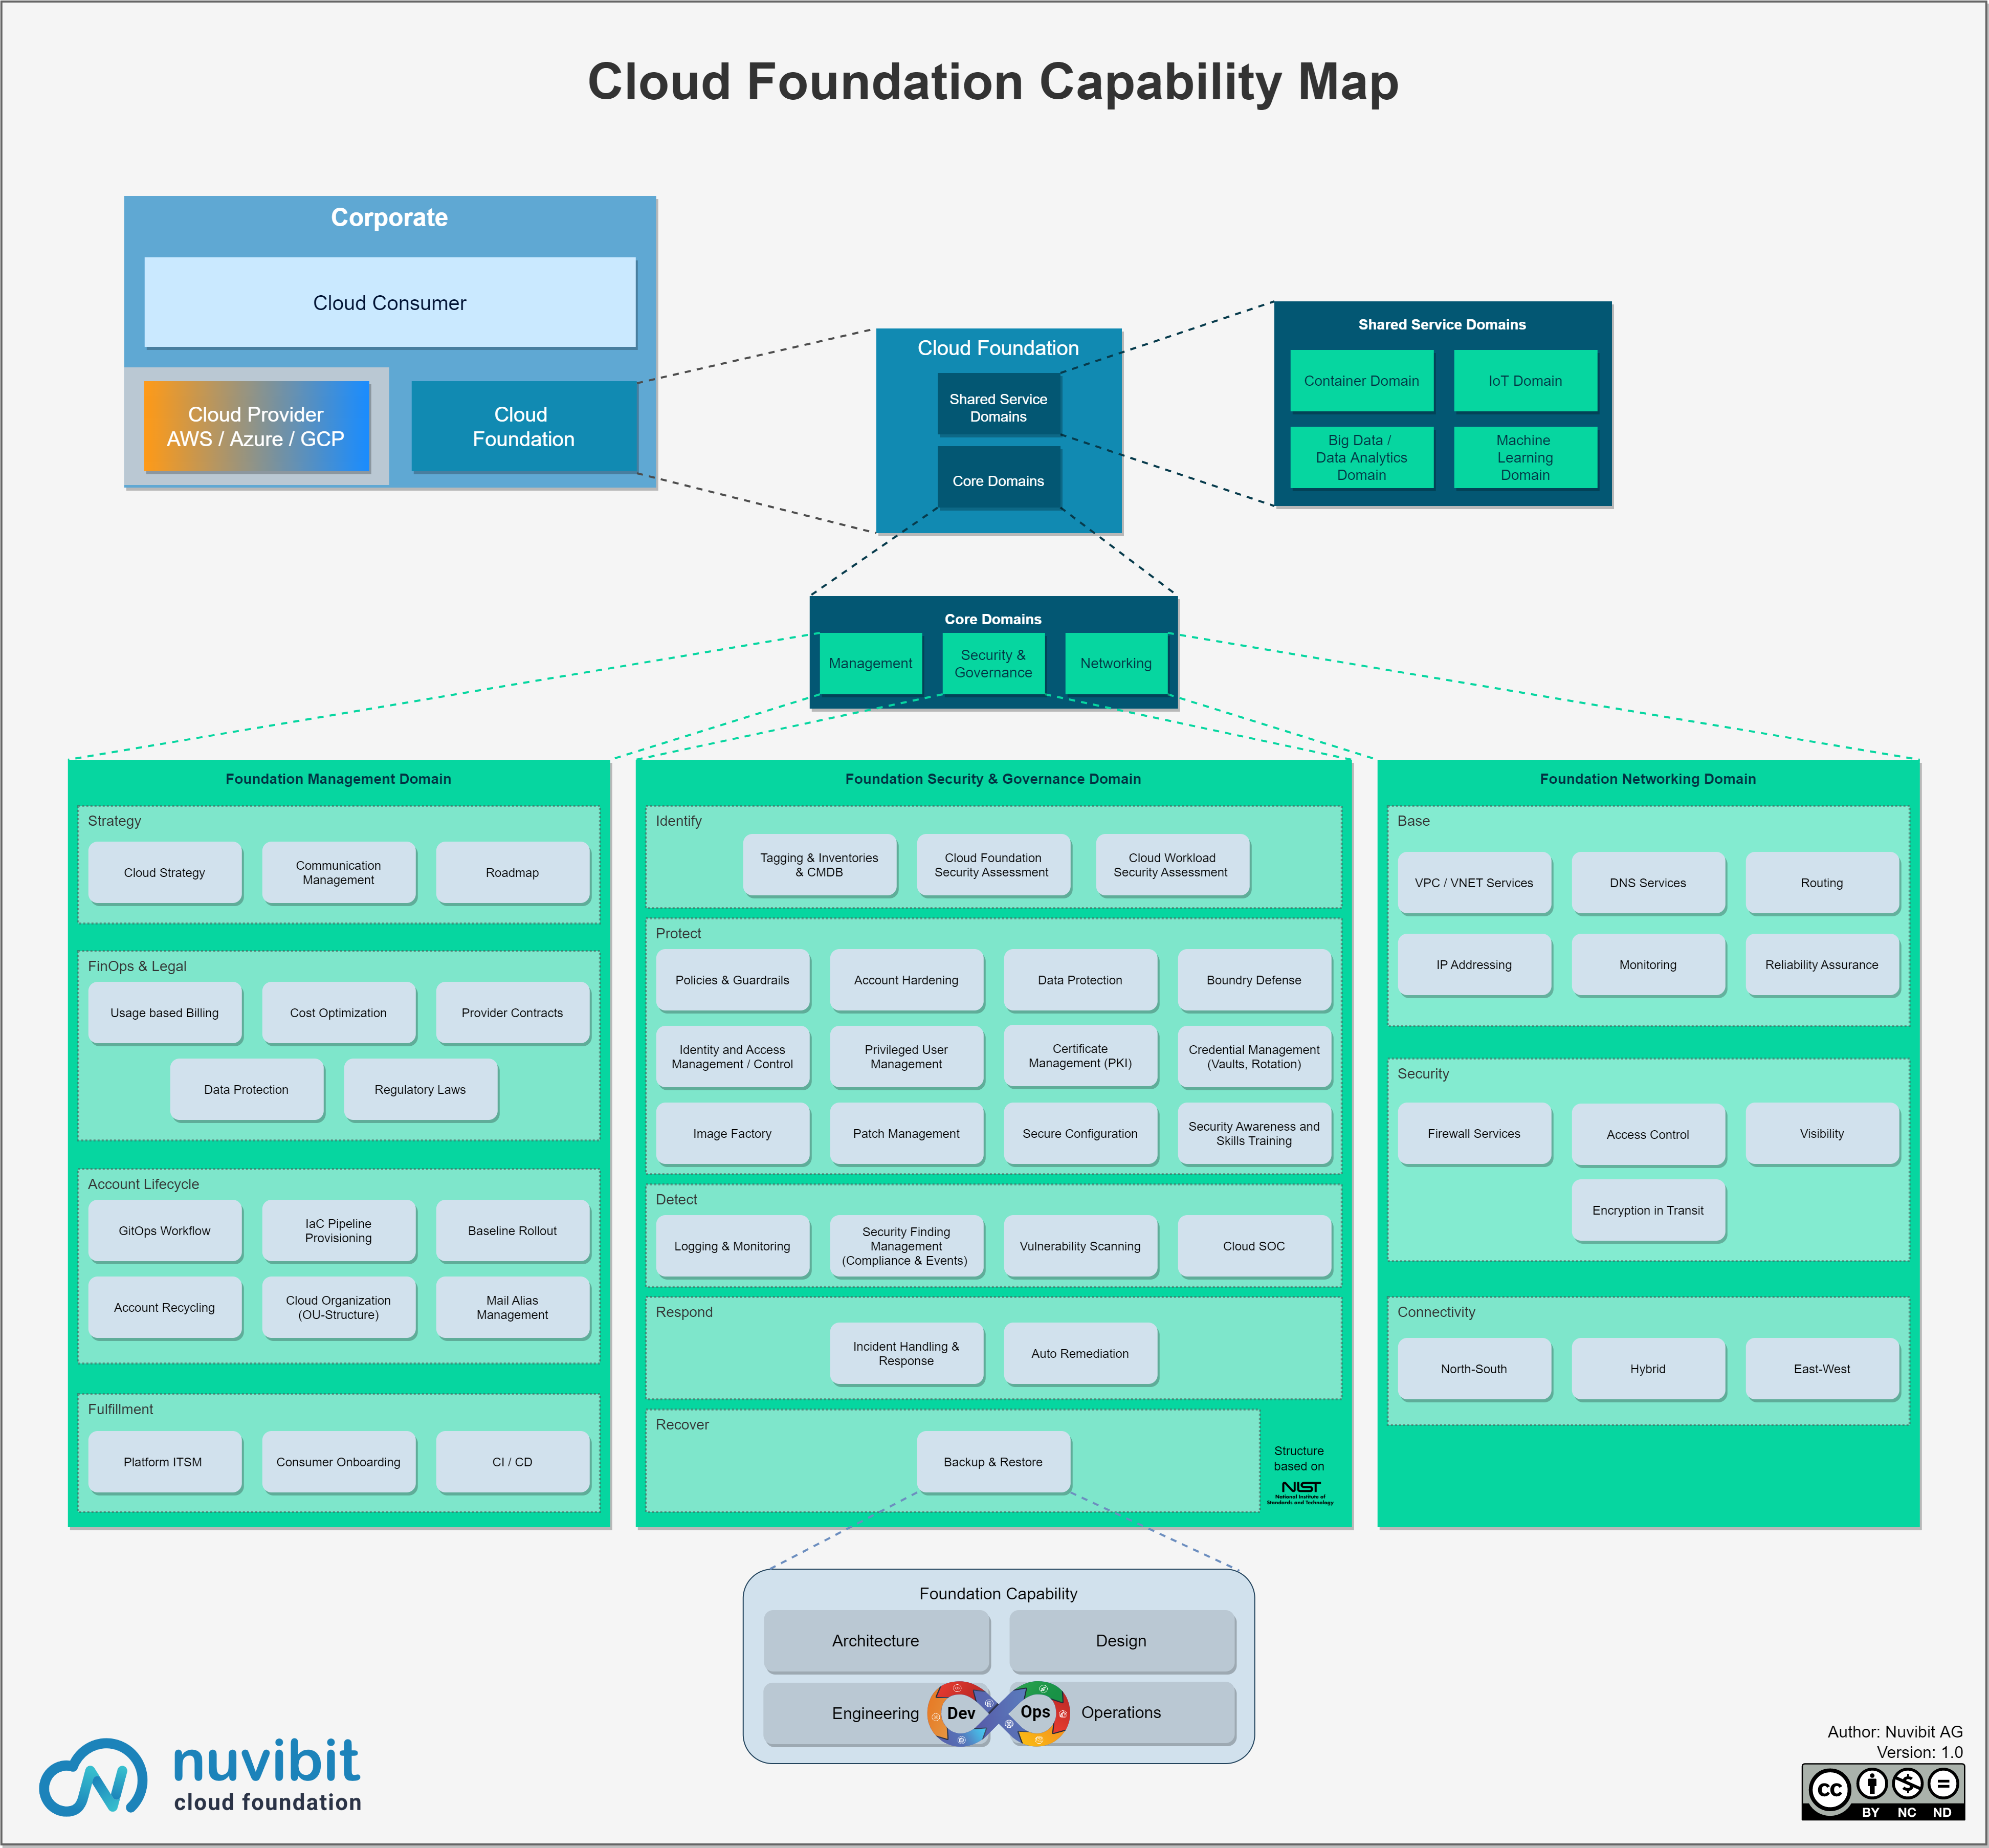 Cloud Foundation Capability Map
Corporate
Cloud Consumer
Cloud Provider
AWS / Azure / GCP
Cloud
Foundation
Cloud Foundation
Shared Service
Domains
Core Domains
Shared Service Domains
Container Domain
IoT Domain
Big Data /
Data Analytics
Domain
Machine
Learning
Domain
Core Domains
Management
Security &
Governance
Networking
Foundation Management Domain
Strategy
Cloud Strategy
Communication
Management
Roadmap
FinOps & Legal
Usage based Billing
Cost Optimization
Provider Contracts
Data Protection
Regulatory Laws
Account Lifecycle
GitOps Workflow
IaC Pipeline
Provisioning
Baseline Rollout
Account Recycling
Cloud Organization
(OU-Structure)
Mail Alias
Management
Fulfillment
Platform ITSM
Consumer Onboarding
CI / CD
Foundation Security & Governance Domain
Identify
Tagging & Inventories
& CMDB
Cloud Foundation
Security Assessment
Cloud Workload
Security Assessment
Protect
Policies & Guardrails
Account Hardening
Data Protection
Boundry Defense
Identity and Access
Management / Control
Privileged User
Management
Certificate
Management (PKI)
Credential Management
(Vaults, Rotation)
Image Factory
Patch Management
Secure Configuration
Security Awareness and
Skills Training
Detect
Logging & Monitoring
Security Finding
Management
(Compliance & Events)
Vulnerability Scanning
Cloud SOC
Respond
Incident Handling &
Response
Auto Remediation
Recover
Backup & Restore
Structure
based on
NIST
National Institute of
Standards and Technology
Foundation Networking Domain
Base
VPC / VNET Services
DNS Services
Routing
IP Addressing
Monitoring
Reliability Assurance
Security
Firewall Services
Access Control
Visibility
Encryption in Transit
Connectivity
North-South
Hybrid
East-West
Foundation Capability
Architecture
Design
Engineering
Dev
Ops
Operations
nuvibit
cloud foundation
Author: Nuvibit AG
Version: 1.0
cc
BY NC ND